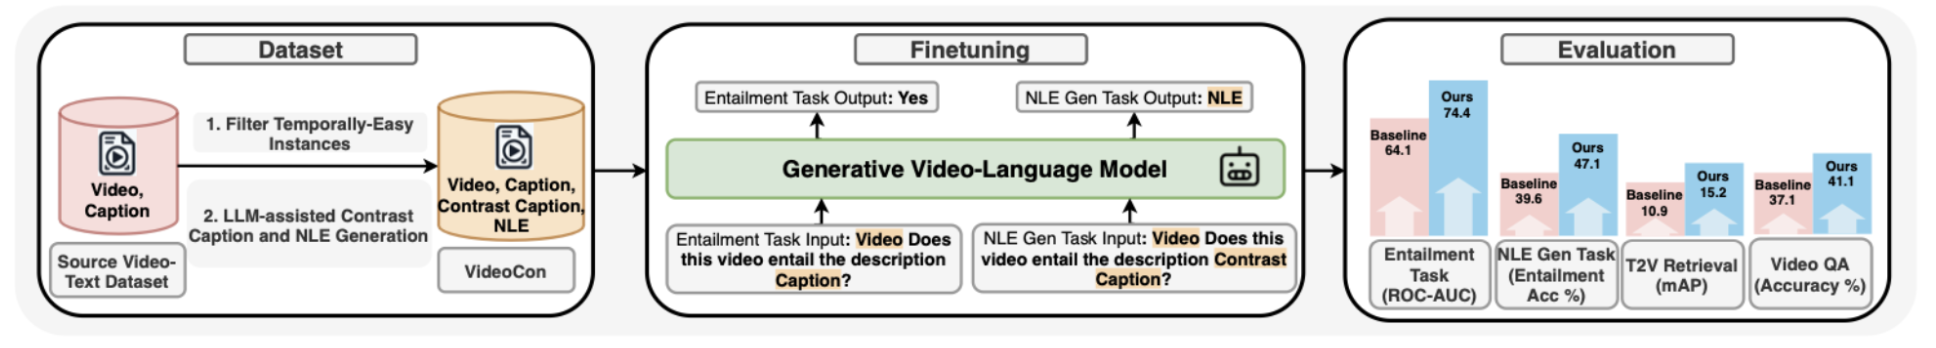 Dataset
Video,
Caption
Source Video-
Text Dataset
1. Filter Temporally-Easy
Instances
2. LLM-assisted Contrast
Caption and NLE Generation
Video, Caption,
Contrast Caption,
NLE
VideoCon
Finetuning
Entailment Task Output: Yes
NLE Gen Task Output: NLE
Generative Video-Language Model
Entailment Task Input: Video Does
this video entail the description
Caption?
NLE Gen Task Input: Video Does this
video entail the description Contrast
Caption?
Evaluation
Baseline
64.1
Ours
74.4
Entailment
Task
(ROC-AUC)
Baseline
39.6
Ours
47.1
NLE Gen Task
(Entailment
Acc %)
Baseline
10.9
Ours
15.2
T2V Retrieval
(mAP)
Baseline
37.1
Ours
41.1
Video QA
(Accuracy %)